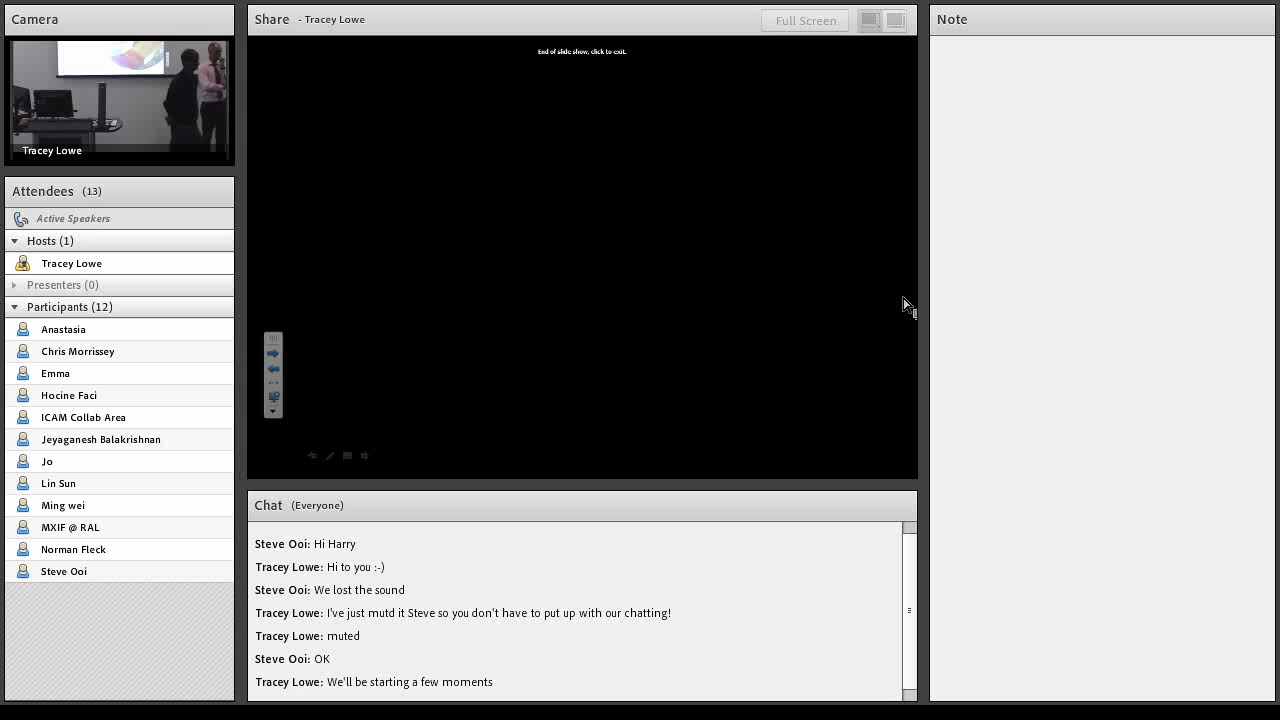 Camera
Tracey Lowe
Attendees (13)
Active Speakers
Hosts (1)
Tracey Lowe
Presenters (0)
Participants (12)
Anastasia
Chris Morrissey
Emma
Hocine Faci
ICAM Collab Area
Jeyaganesh Balakrishnan
Jo
Lin Sun
Ming wei
MXIF @ RAL
Norman Fleck
Steve Ooi
Share - Tracey Lowe
Full Screen
End of slide show, click to exit.
Chat (Everyone)
Steve Ooi: Hi Harry
Tracey Lowe: Hi to you :-)
Steve Ooi: We lost the sound
Tracey Lowe: I've just mutd it Steve so you don't have to put up with our chatting!
Tracey Lowe: muted
Steve Ooi: OK
Tracey Lowe: We'll be starting a few moments
Note